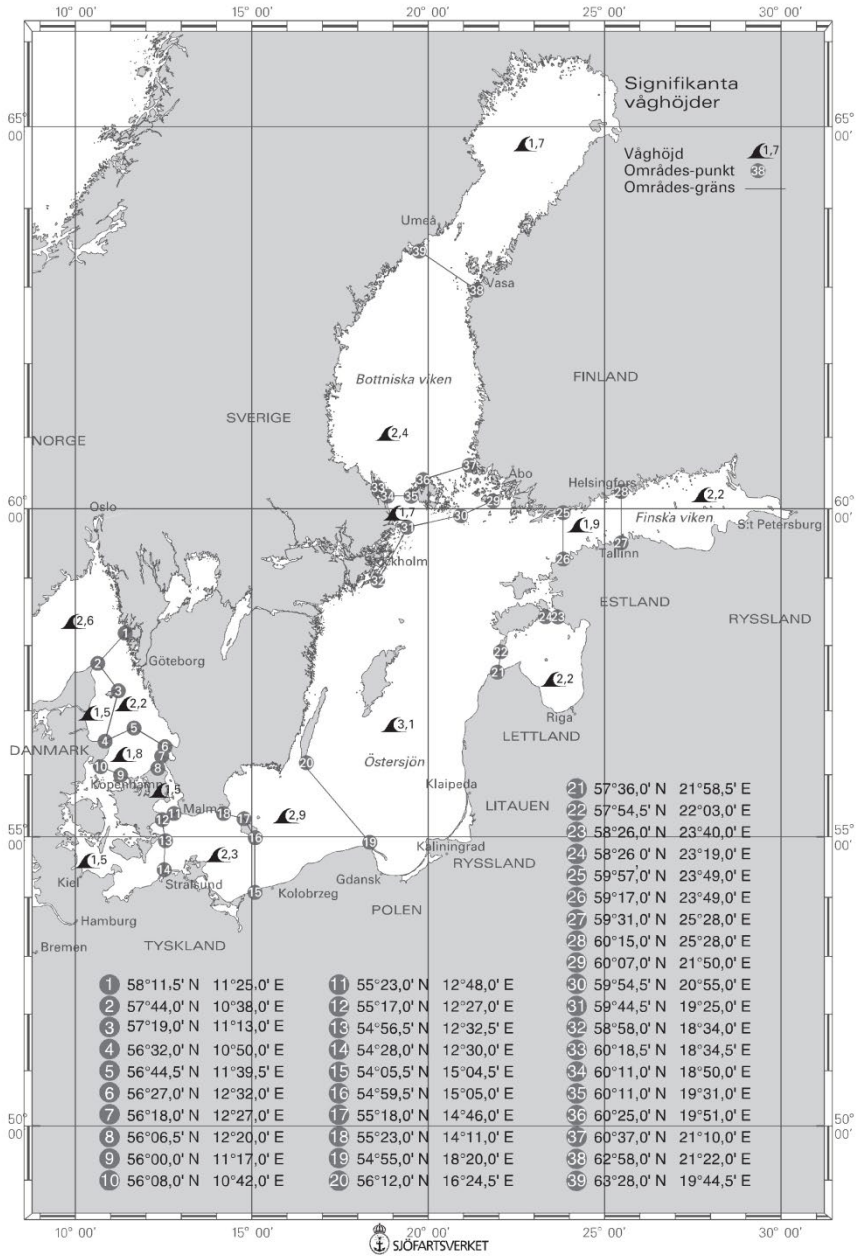 10° 00' 15° 00' 20° 00' 25° 00' 30° 00'
Signifikanta
våghöjder
65°
00'
65°
00'
Våghöjd 1,7
Områdes-punkt 38
Områdes-gräns
1,7
Umeå
39
Vasa
38
Bottniska viken
FINLAND
SVERIGE
NORGE
2,4
37
Åbo
36
33
34
35
29
Helsingfors
28
2,2
60°
00'
60°
00'
Oslo
1,7
30
25
1,9
Finska viken
S:t Petersburg
31
27
Tallinn
26
Stockholm
32
ESTLAND
RYSSLAND
24 23
2,6
1
Göteborg
2
22
21
2,2
3
2,2
1,5
Riga
LETTLAND
3,1
DANMARK
4
5
6
7
1,8
8
10
9
Köpenhamn
1,5
20
Östersjön
Klaipeda
LITAUEN
Malmö
11
12
18
17
2,9
55°
00'
55°
00'
13
16
19
Kaliningrad
RYSSLAND
1,5
2,3
Kiel
14
Stralsund
15
Kolobrzeg
Gdansk
POLEN
Hamburg
Bremen
TYSKLAND
1 58°11,5' N 11°25,0' E
2 57°44,0' N 10°38,0' E
3 57°19,0' N 11°13,0' E
4 56°32,0' N 10°50,0' E
5 56°44,5' N 11°39,5' E
6 56°27,0' N 12°32,0' E
7 56°18,0' N 12°27,0' E
8 56°06,5' N 12°20,0' E
9 56°00,0' N 11°17,0' E
10 56°08,0' N 10°42,0' E
11 55°23,0' N 12°48,0' E
12 55°17,0' N 12°27,0' E
13 54°56,5' N 12°32,5' E
14 54°28,0' N 12°30,0' E
15 54°05,5' N 15°04,5' E
16 54°59,5' N 15°05,0' E
17 55°18,0' N 14°46,0' E
18 55°23,0' N 14°11,0' E
19 54°55,0' N 18°20,0' E
20 56°12,0' N 16°24,5' E
21 57°36,0' N 21°58,5' E
22 57°54,5' N 22°03,0' E
23 58°26,0' N 23°40,0' E
24 58°26 0' N 23°19,0' E
25 59°57,0' N 23°49,0' E
26 59°17,0' N 23°49,0' E
27 59°31,0' N 25°28,0' E
28 60°15,0' N 25°28,0' E
29 60°07,0' N 21°50,0' E
30 59°54,5' N 20°55,0' E
31 59°44,5' N 19°25,0' E
32 58°58,0' N 18°34,0' E
33 60°18,5' N 18°34,5' E
34 60°11,0' N 18°50,0' E
35 60°11,0' N 19°31,0' E
36 60°25,0' N 19°51,0' E
37 60°37,0' N 21°10,0' E
38 62°58,0' N 21°22,0' E
39 63°28,0' N 19°44,5' E
50°
00'
50°
00'
10° 00' 15° 00' 20° 00' 25° 00' 30° 00'
SJÖFARTSVERKET